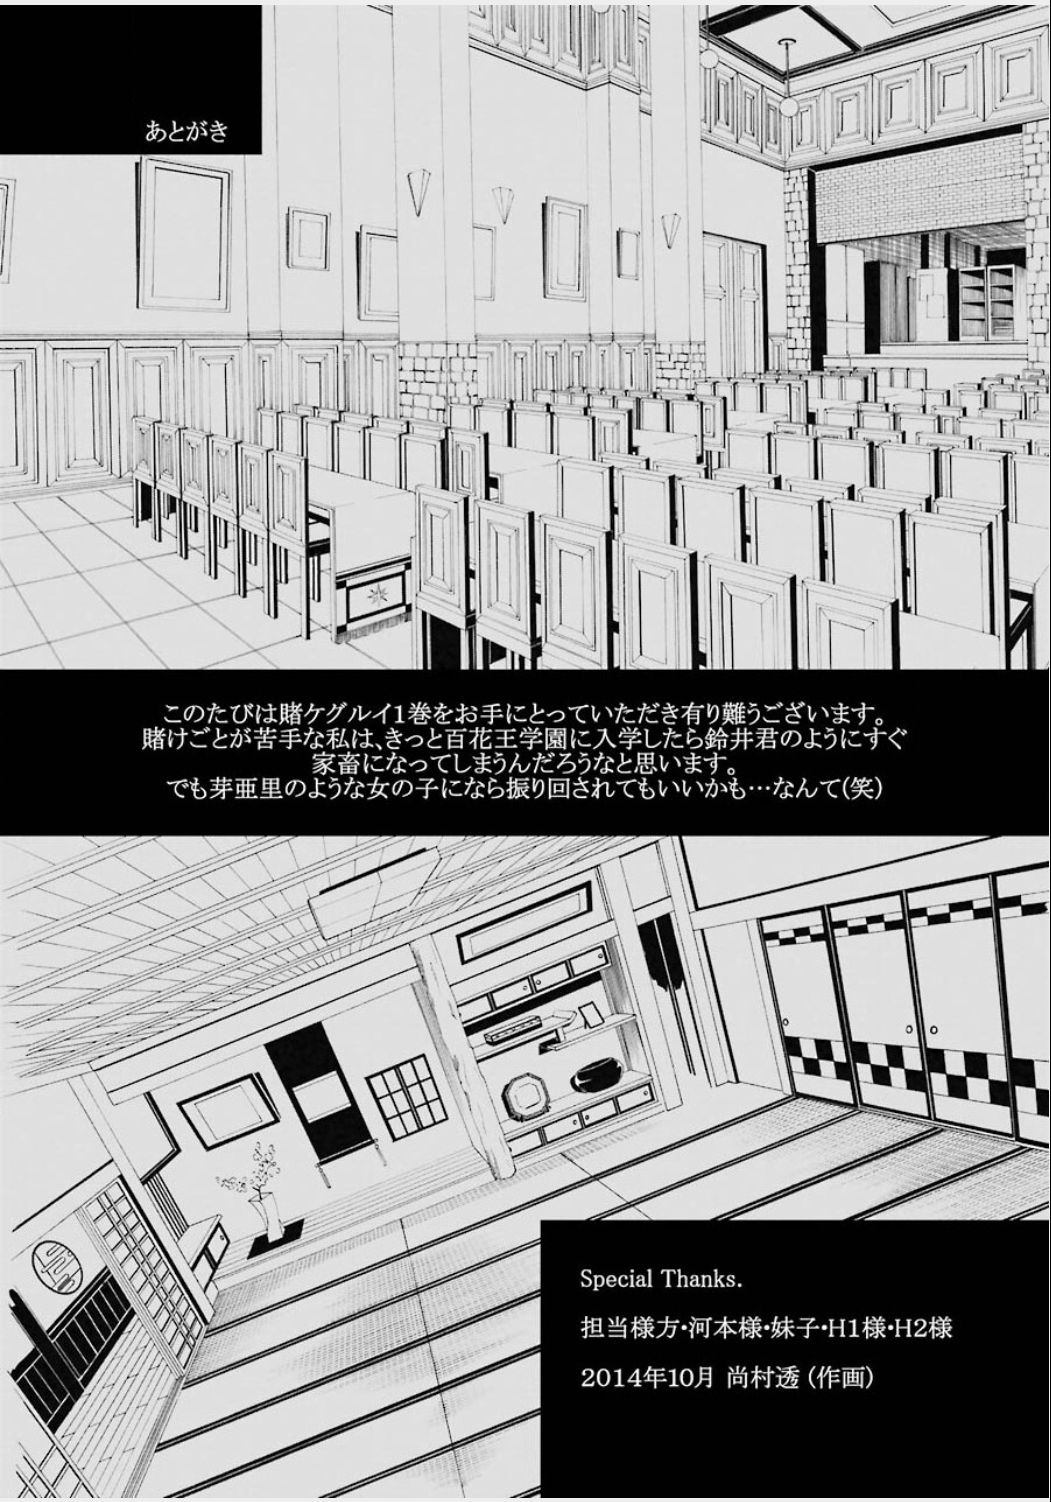 あとがき
このたびは賭ケグルイ1巻をお手にとっていただき有り難うございます。
賭けごとが苦手な私は、きっと百花王学園に入学したら鈴井君のようにすぐ
家畜になってしまうんだろうなと思います。
でも芽亜里のような女の子になら振り回されてもいいかも…なんて(笑)
Special Thanks.
担当様方・河本様・妹子・H1様・H2様
2014年10月 尚村透 (作画)